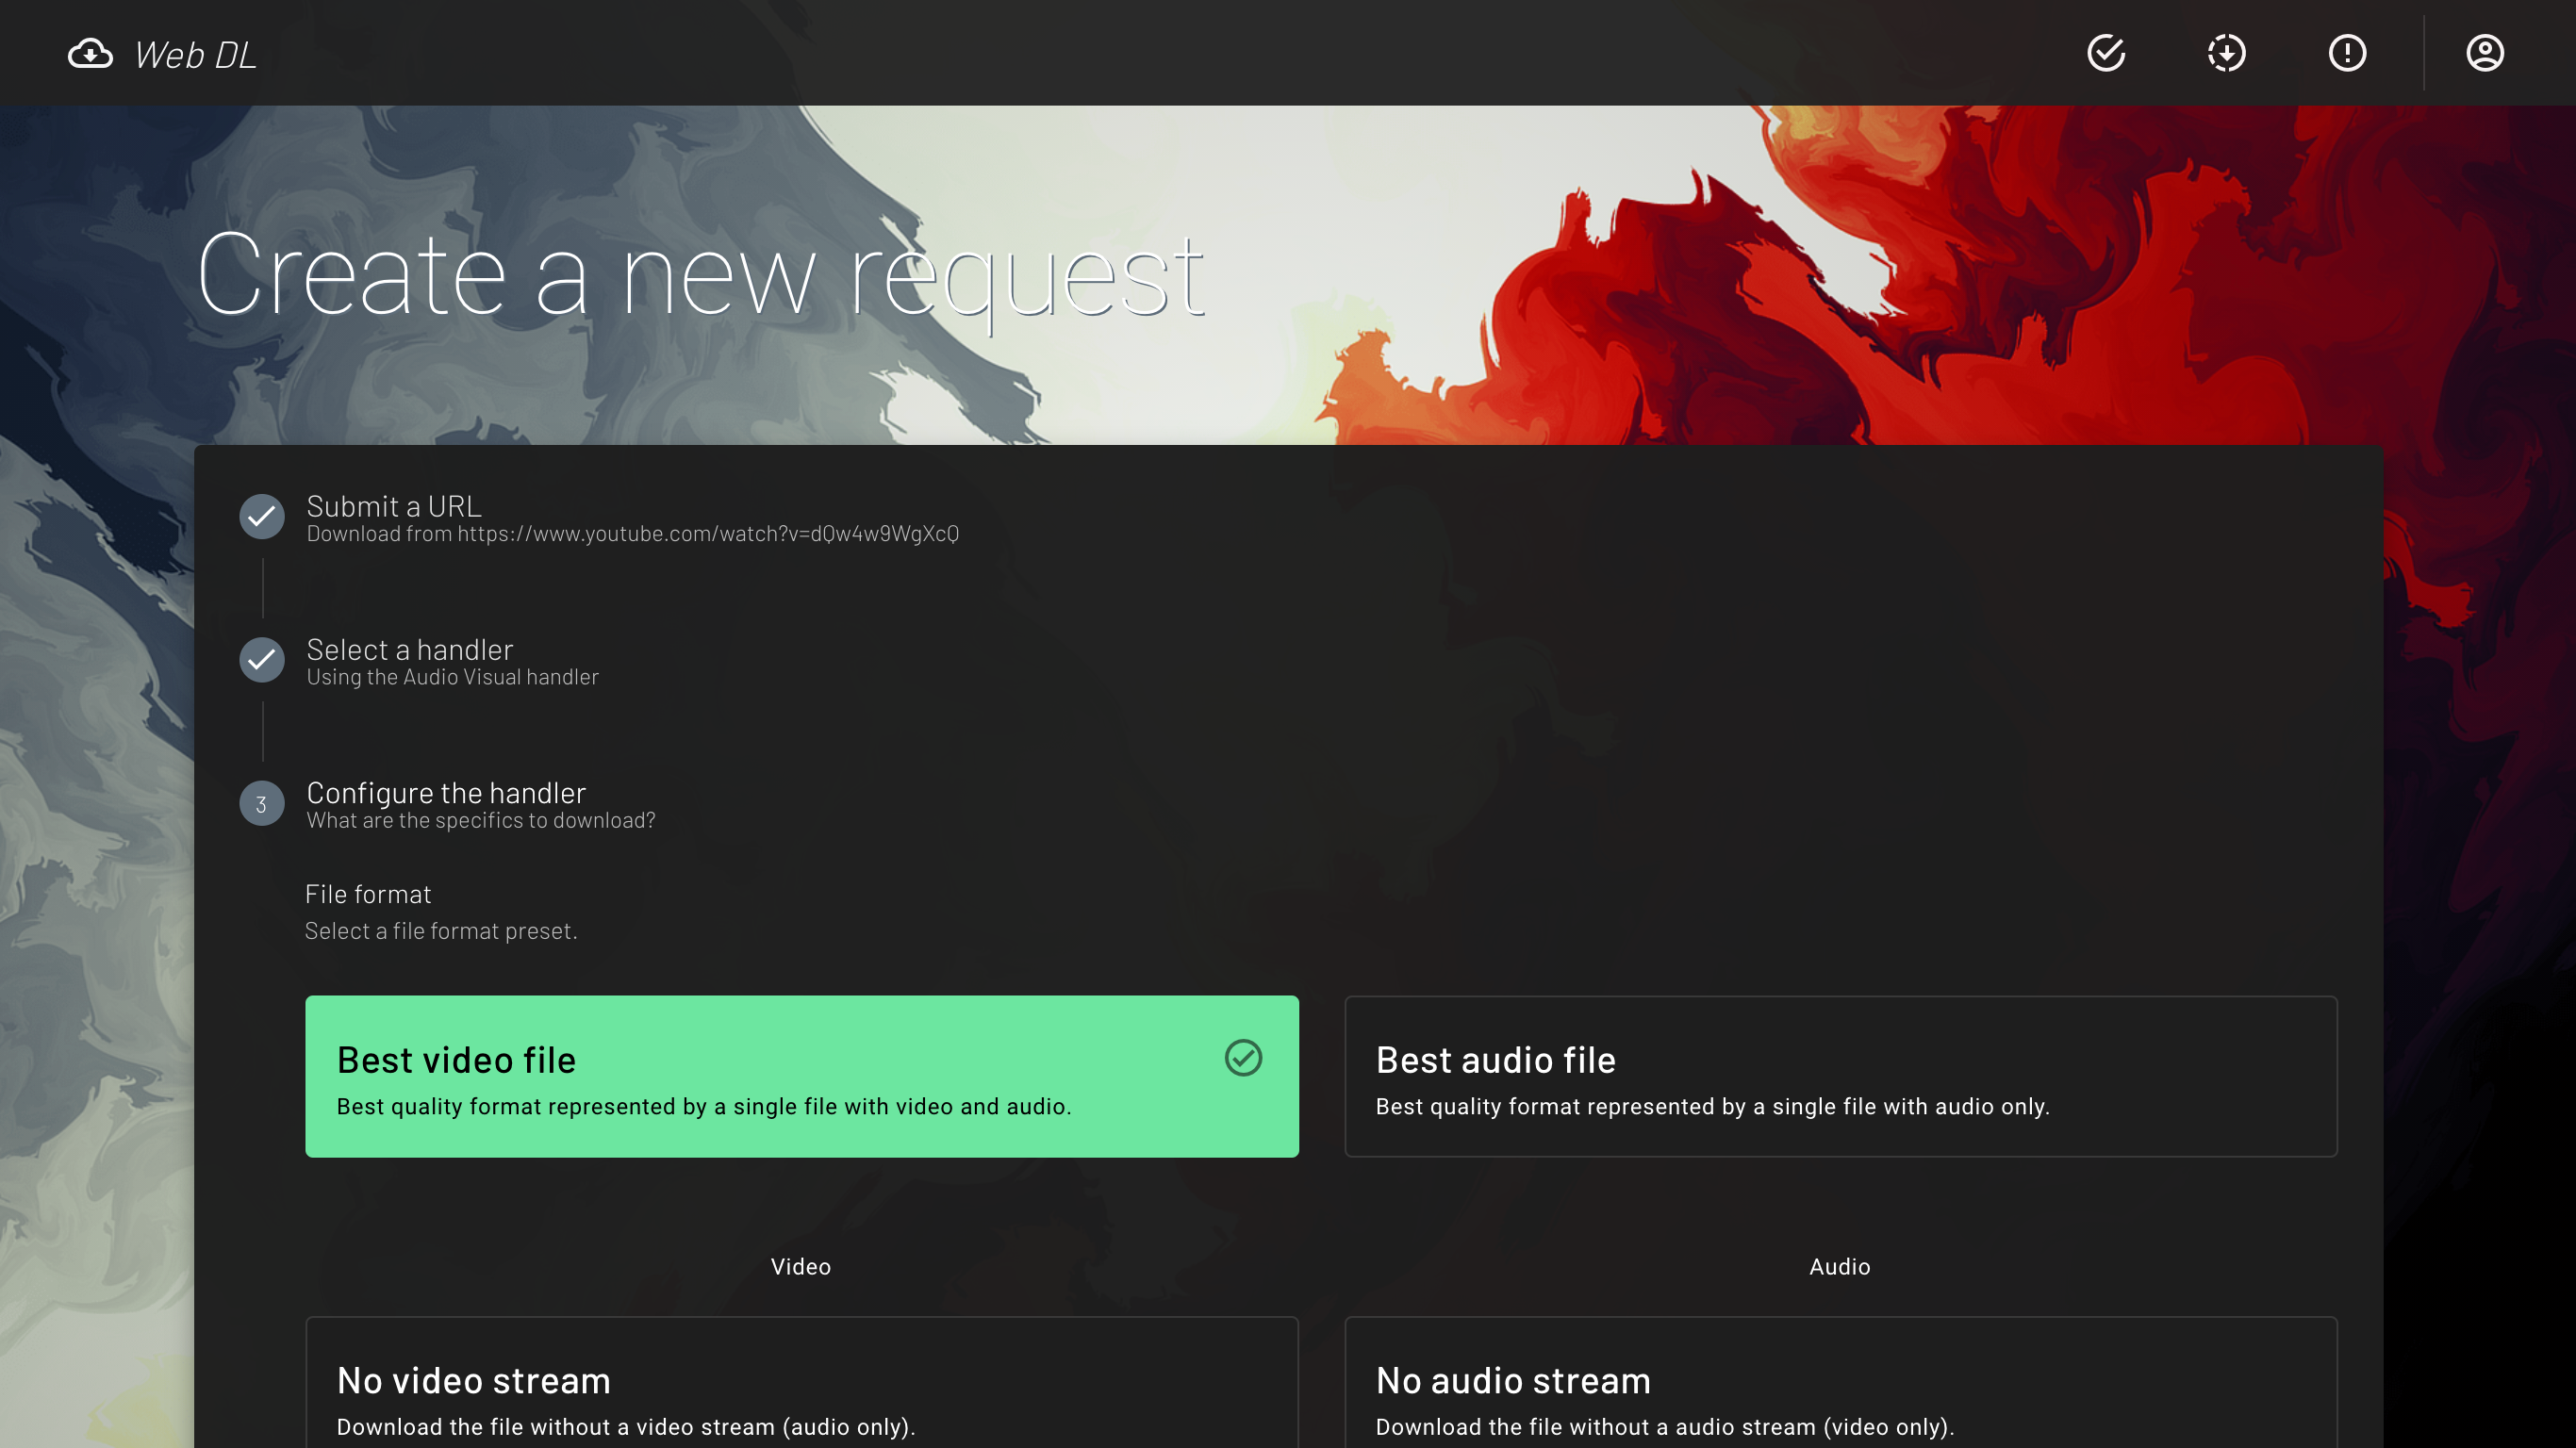 Web DL
Create a new request
Submit a URL
Download from https://www.youtube.com/watch?v=dQw4w9WgXcQ
Select a handler
Using the Audio Visual handler
3
Configure the handler
What are the specifics to download?
File format
Select a file format preset.
Best video file
Best quality format represented by a single file with video and audio.
Best audio file
Best quality format represented by a single file with audio only.
Video
Audio
No video stream
Download the file without a video stream (audio only).
No audio stream
Download the file without a audio stream (video only).